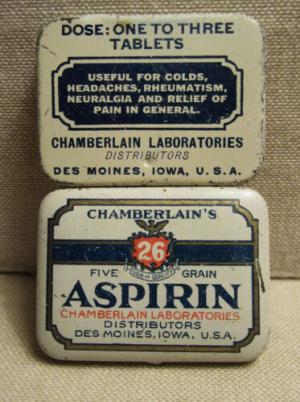 DOSE: ONE TO THREE
TABLETS
USEFUL FOR COLDS,
HEADACHES, RHEUMATISM,
NEURALGIA AND RELIEF OF
PAIN IN GENERAL.
CHAMBERLAIN LABORATORIES
DISTRIBUTORS
DES MOINES, IOWA, U.S.A.
CHAMBERLAIN'S
26
FIVE GRAIN
ASPIRIN
CHAMBERLAIN LABORATORIES
DISTRIBUTORS
DES MOINES, IOWA, U.S.A.